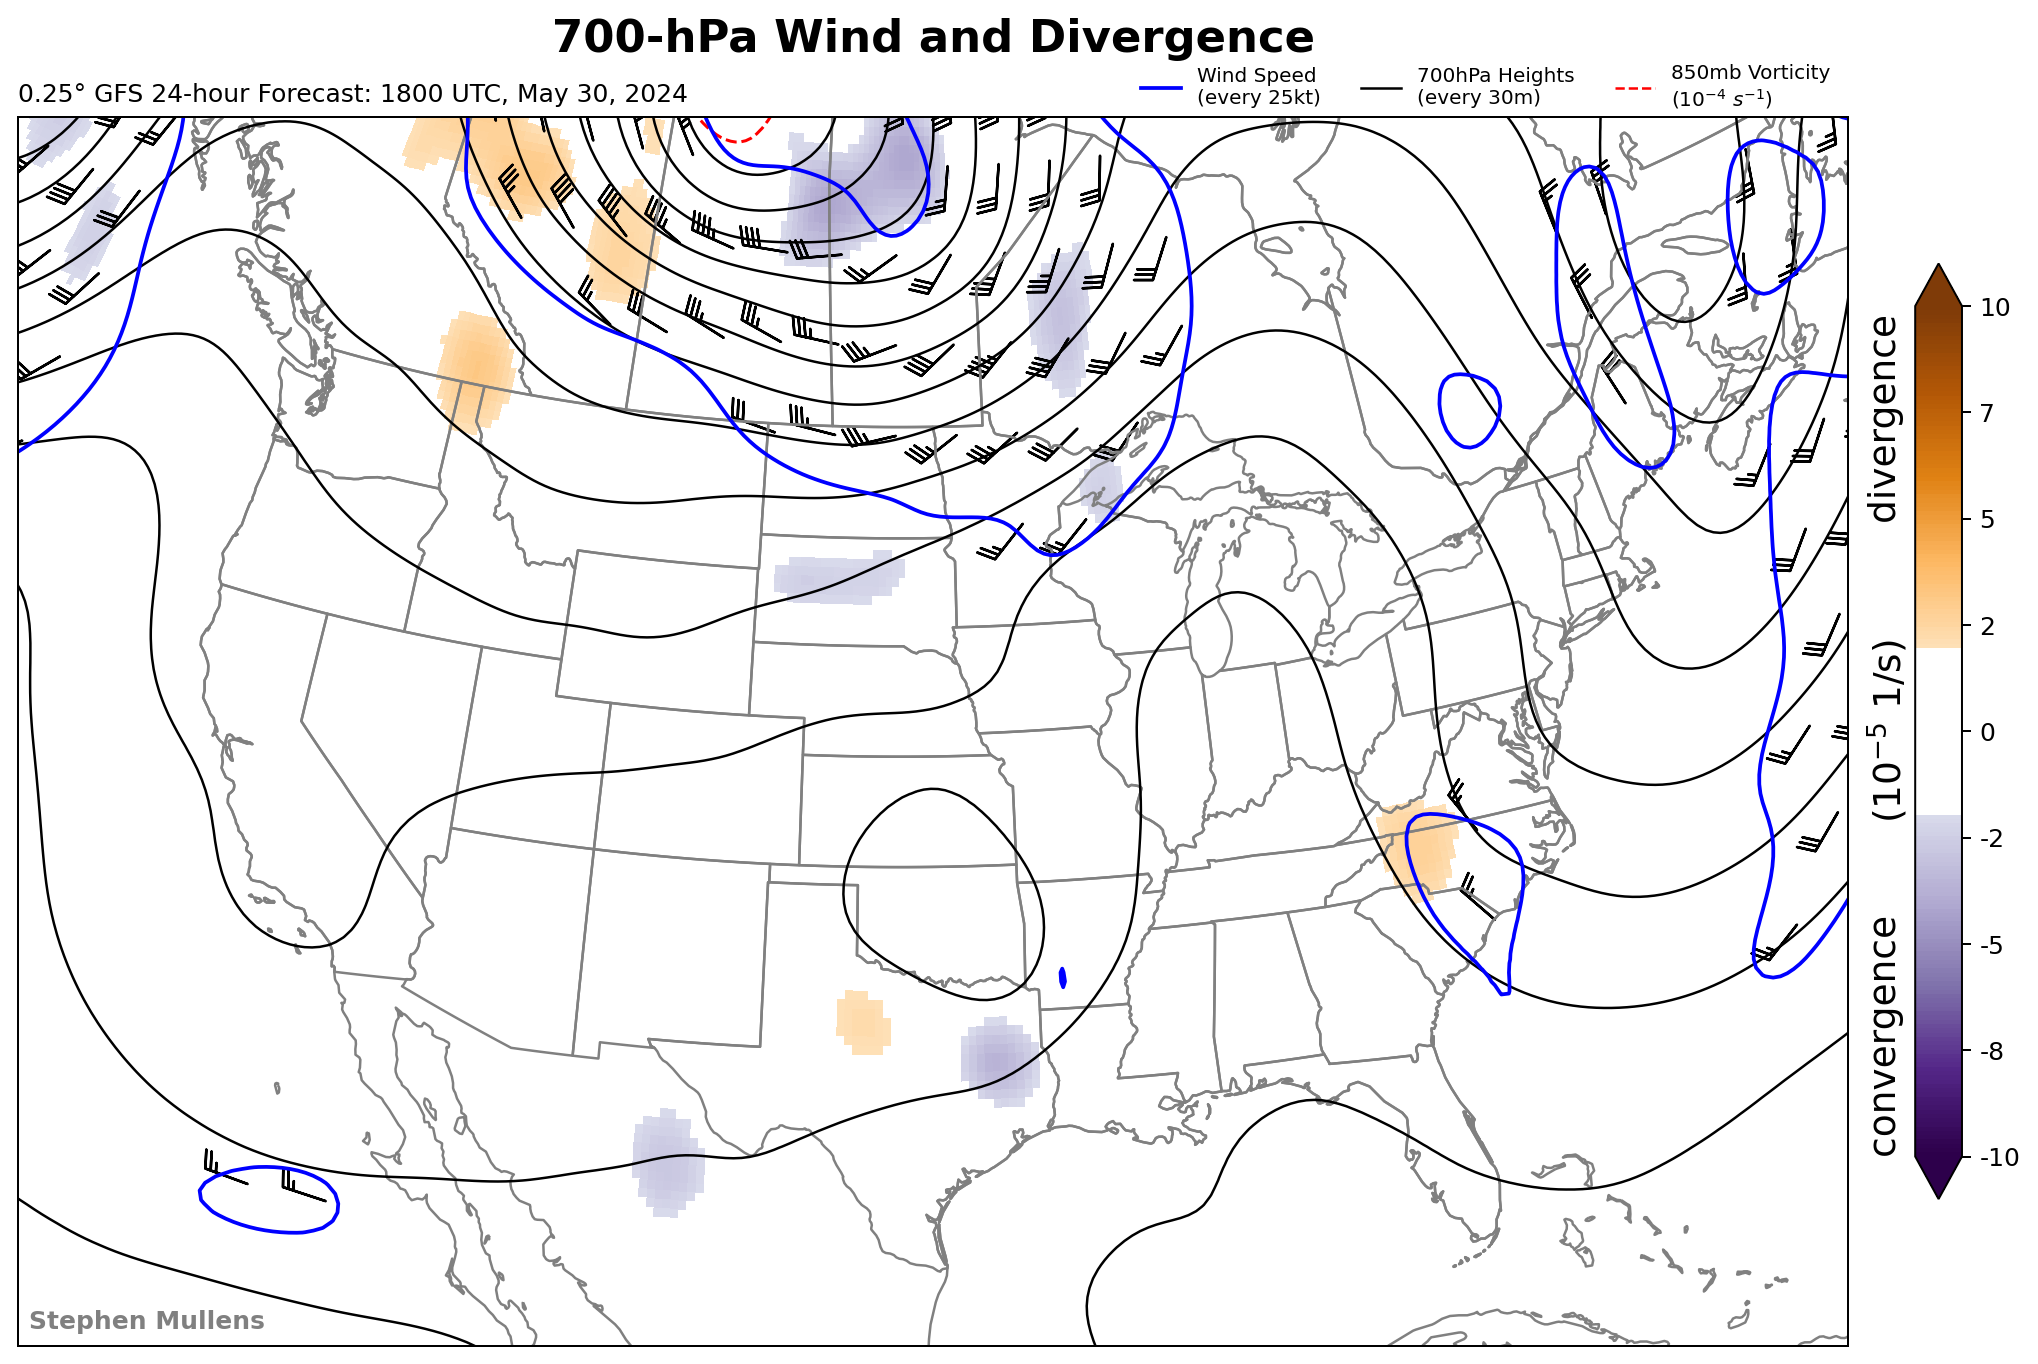 700-hPa Wind and Divergence
0.25° GFS 24-hour Forecast: 1800 UTC, May 30, 2024
Wind Speed
(every 25kt)
700hPa Heights
(every 30m)
850mb Vorticity
(10⁻⁴ s⁻¹)
10
7
5
2
0
-2
-5
-8
-10
convergence (10⁻⁵ 1/s) divergence
Stephen Mullens